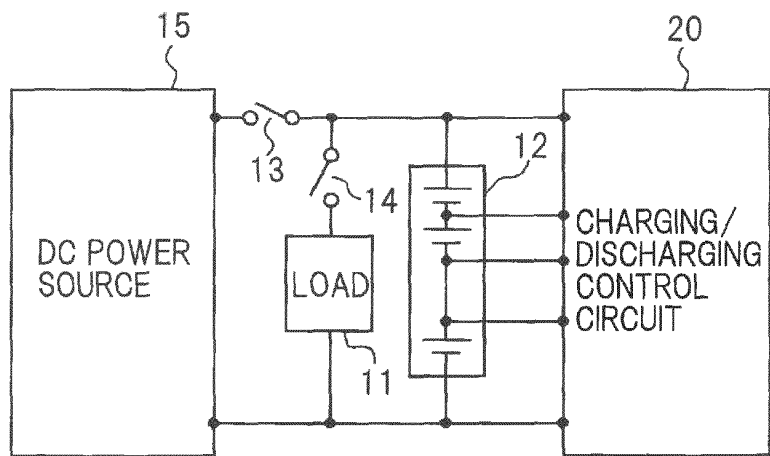 15
20
13
14
12
DC POWER
SOURCE
LOAD
11
CHARGING/
DISCHARGING
CONTROL
CIRCUIT